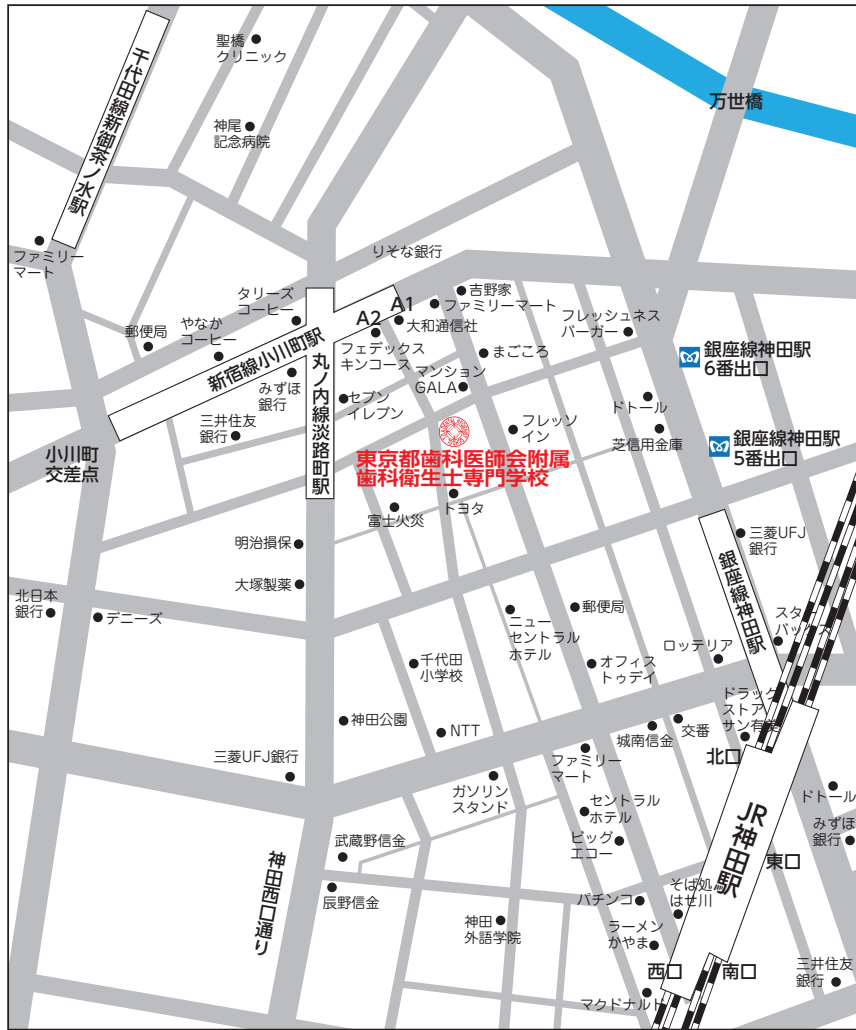 聖橋
クリニック
千代田線新御茶ノ水駅
万世橋
神尾
記念病院
ファミリー
マート
りそな銀行
タリーズ
コーヒー
吉野家
A1
ファミリーマート
A2
大和通信社
フレッシュネス
バーガー
郵便局
やなか
コーヒー
新宿線小川町駅
フェデックス
キンコース
まごころ
銀座線神田駅
6番出口
みずほ
銀行
丸ノ内線淡路町駅
マンション
GALA
セブン
イレブン
ドトール
三井住友
銀行
フレッソ
イン
芝信用金庫
銀座線神田駅
5番出口
小川町
交差点
東京都歯科医師会附属
歯科衛生士専門学校
トヨタ
富士火災
明治損保
三菱UFJ
銀行
銀座線神田駅
大塚製薬
北日本
銀行
デニーズ
ニュー
セントラル
ホテル
郵便局
スタ
バックス
ロッテリア
千代田
小学校
オフィス
トゥデイ
ドラッグ
ストア
サン有楽
神田公園
NTT
城南信金
交番
北口
三菱UFJ銀行
ファミリー
マート
ガソリン
スタンド
JR神田駅
ドトール
セントラル
ホテル
みずほ
銀行
武蔵野信金
ビッグ
エコー
神田西口通り
東口
辰野信金
そば処
はせ川
パチンコ
神田
外語学院
ラーメン
かやま
西口
南口
三井住友
銀行
マクドナルド